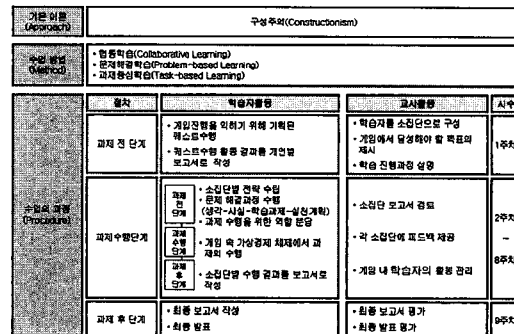 기본 이론
(Approach)
구성주의(Constructionism)
수업 방법
(Method)
• 협동학습(Collaborative Learning)
• 문제해결학습(Problem-based Learning)
• 과제중심학습(Task-based Learning)
수업의 과정
(Procedure)
절차
학습자활동
교사활동
시수
과제 전 단계
• 게임진행을 익히기 위해 기획된
퀘스트수행
• 퀘스트수행 활동 결과를 개인별
보고서로 작성
• 학습자를 소집단으로 구성
• 게임에서 달성해야 할 목표의
제시
• 학습 진행과정 설명
1주차
과제수행단계
과제
전
단계
• 소집단별 전략 수립
• 문제 해결과정 수행
(생각-사실-학습과제-실천계획)
• 과제 수행을 위한 역할 분담
과제
수행
단계
• 게임 속 가상경제 체제에서 과
제의 수행
과제
후
단계
• 소집단별 수행 결과를 보고서로
작성
• 소집단 보고서 검토
• 각 소집단에 피드백 제공
• 게임 내 학습자의 활동 관리
2주차
~
8주차
과제 후 단계
• 최종 보고서 작성
• 최종 발표
• 최종 보고서 평가
• 최종 발표 평가
9주차